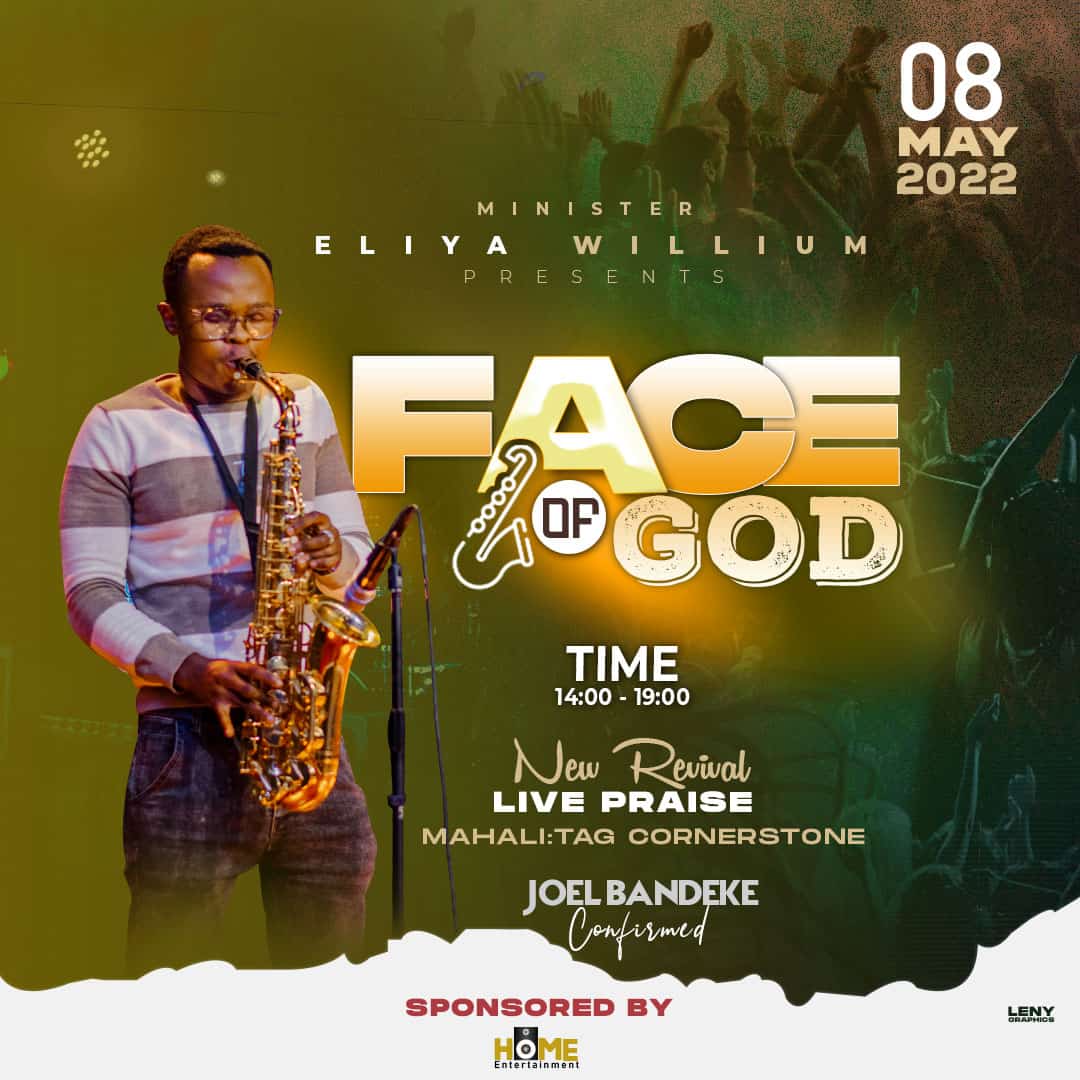 08
MAY
2022
MINISTER
ELIYA WILLIUM
PRESENTS
FACE
OF GOD
TIME
14:00 - 19:00
New Revival
LIVE PRAISE
MAHALI:TAG CORNERSTONE
JOEL BANDEKE
Confirmed
SPONSORED BY
HOME
Entertainment
LENY
GRAPHICS